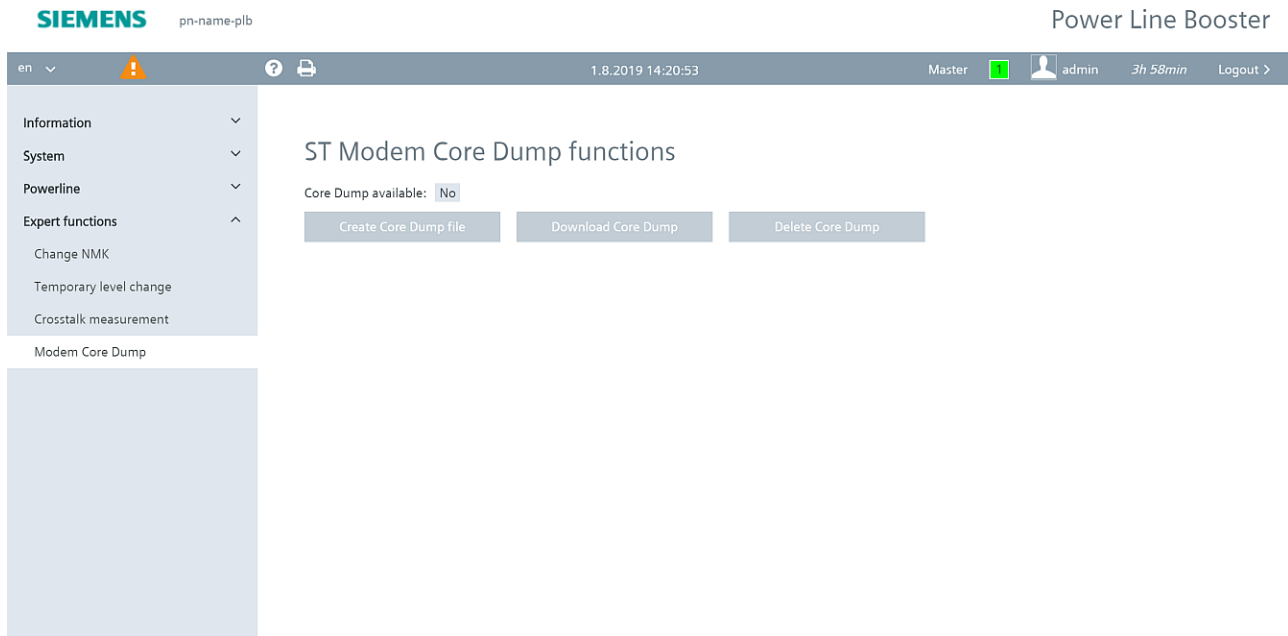 SIEMENS pn-name-plb Power Line Booster
en 1.8.2019 14:20:53 Master 1 admin 3h 58min Logout
Information
System
Powerline
Expert functions
Change NMK
Temporary level change
Crosstalk measurement
Modem Core Dump
ST Modem Core Dump functions
Core Dump available: No
Create Core Dump file Download Core Dump Delete Core Dump